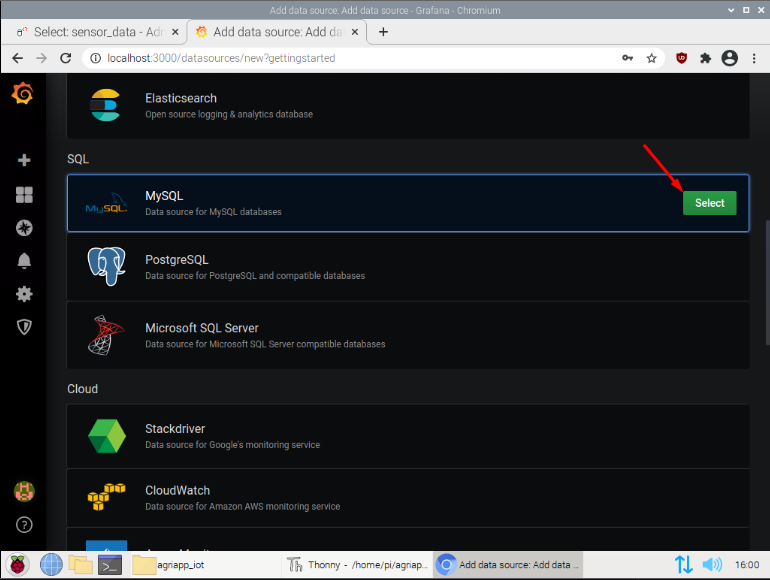 Add data source: Add data source - Grafana - Chromium
Select: sensor_data - Adm
Add data source: Add dat
localhost:3000/datasources/new?gettingstarted
Elasticsearch
Open source logging & analytics database
SQL
MySQL
MySQL
Data source for MySQL databases
Select
PostgreSQL
Data source for PostgreSQL and compatible databases
Microsoft SQL Server
Data source for Microsoft SQL Server compatible databases
Cloud
Stackdriver
Data source for Google's monitoring service
CloudWatch
Data source for Amazon AWS monitoring service
agriapp_iot
Th
Thonny - /home/pi/agriap...
Add data source: Add data ...
16:00